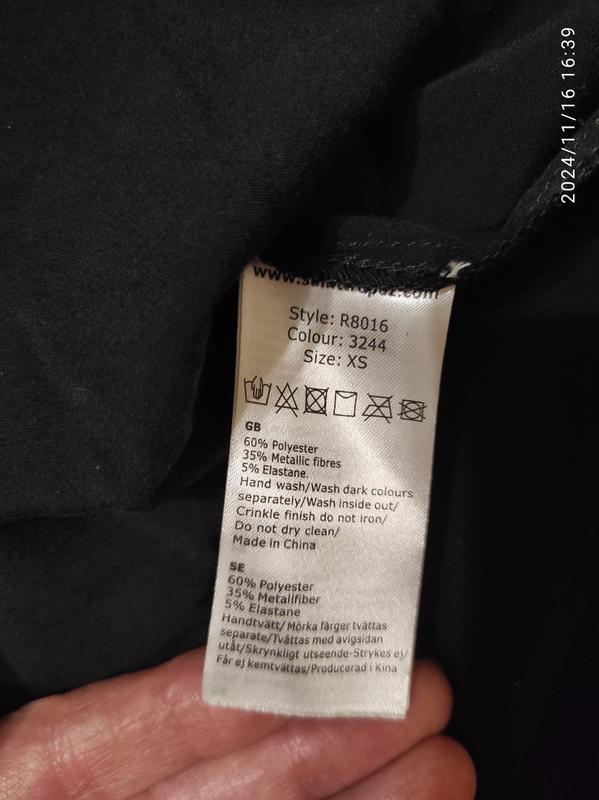 2024/11/16 16:39
Style: R8016
Colour: 3244
Size: XS
GB
60% Polyester
35% Metallic fibres
5% Elastane.
Hand wash/Wash dark colours
separately/Wash inside out/
Crinkle finish do not iron/
Do not dry clean/
Made in China
SE
60% Polyester
35% Metallfiber
5% Elastane
Handtvätt/ Mörka färger tvättas
separate/Tvättas med avigsidan
utåt/Skrynkligt utseende-Strykes ej/
Får ej kemtvättas/Producerad i Kina